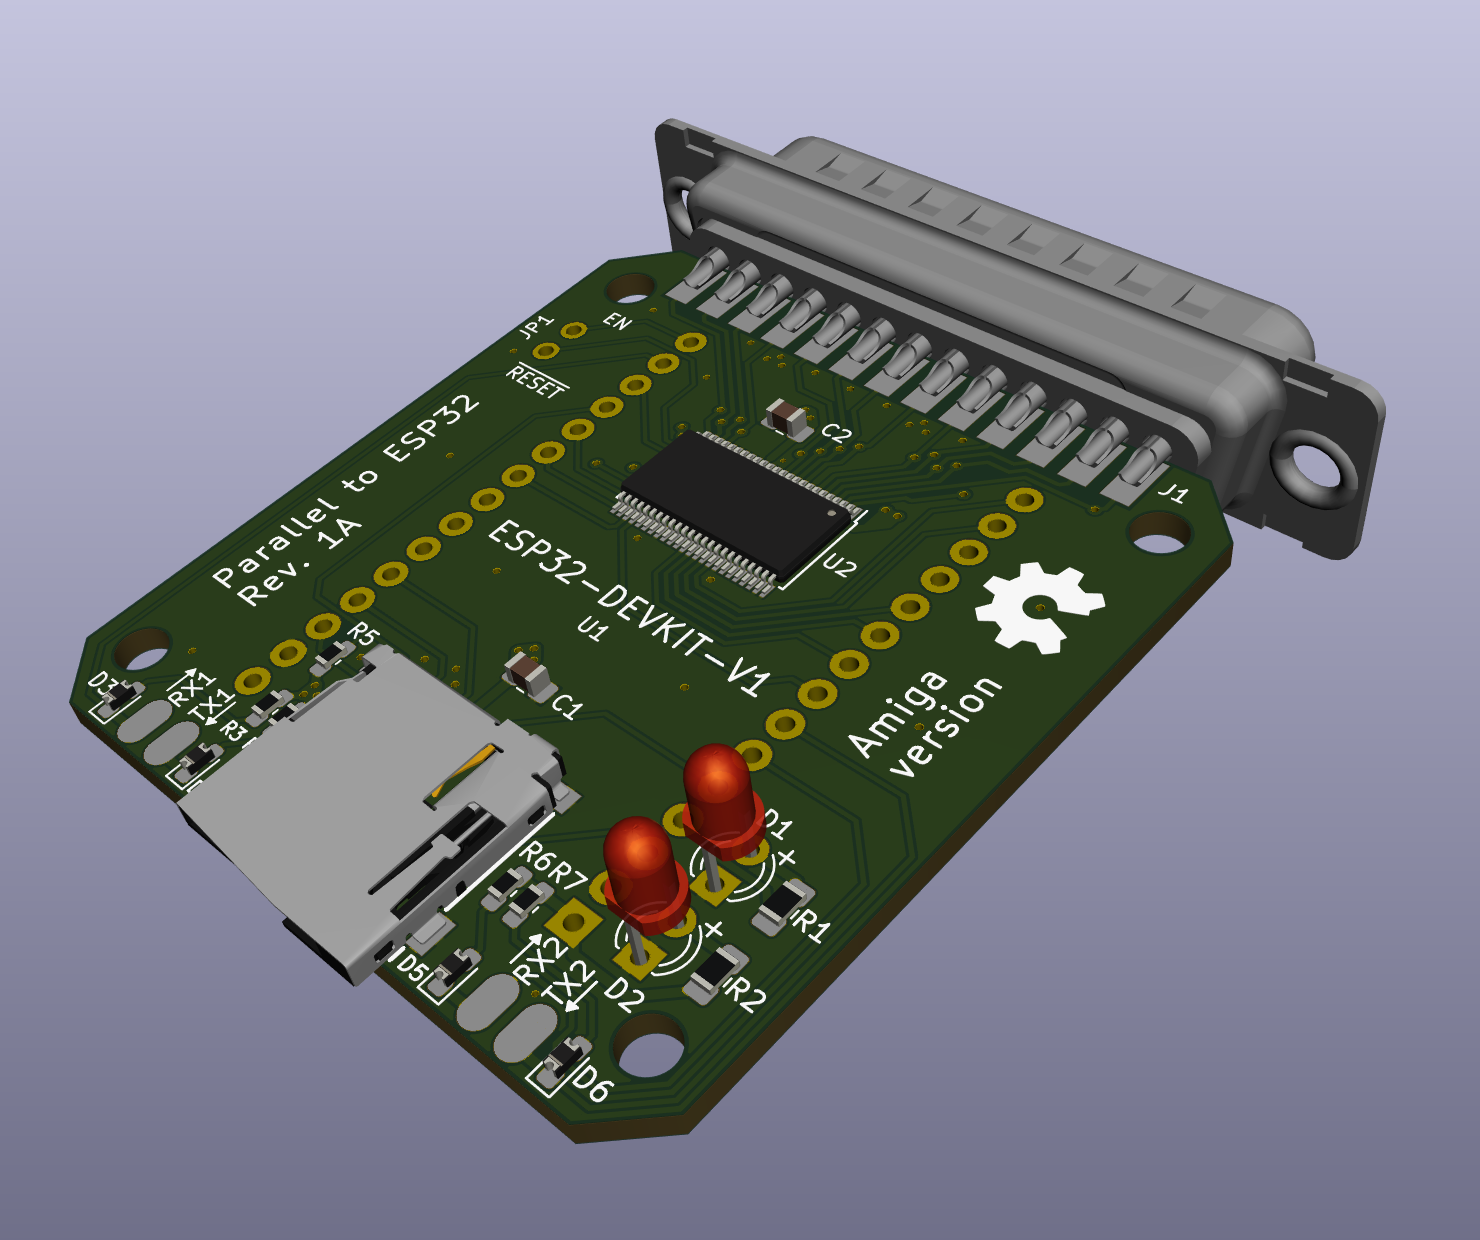 JP1
EN
RESET
Parallel to ESP32
Rev. 1A
C2
J1
U2
ESP32-DEVKIT-V1
U1
Amiga
version
R5
D3
RX1
TX1
R3
C1
D1
+
R6R7
R1
+
D5
RX2
TX2
D2
R2
D6